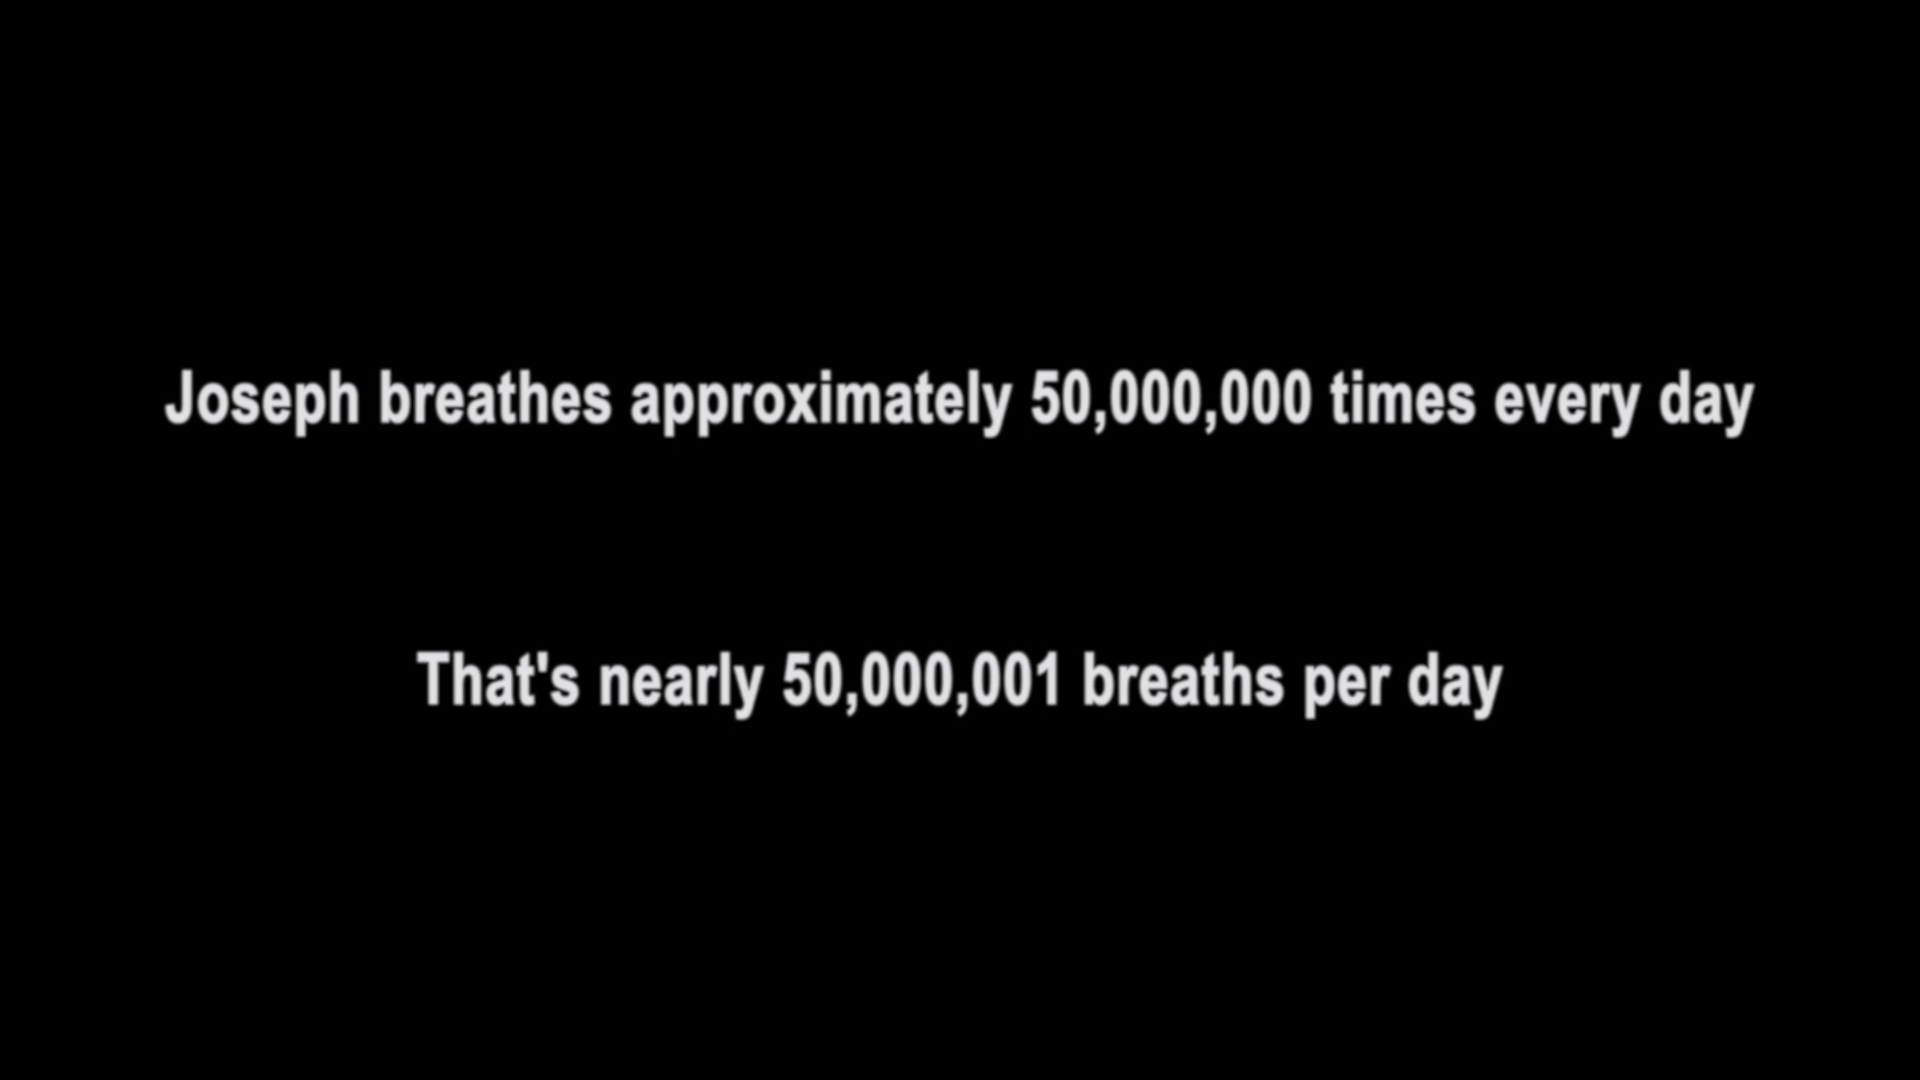 Joseph breathes approximately 50,000,000 times every day
That's nearly 50,000,001 breaths per day